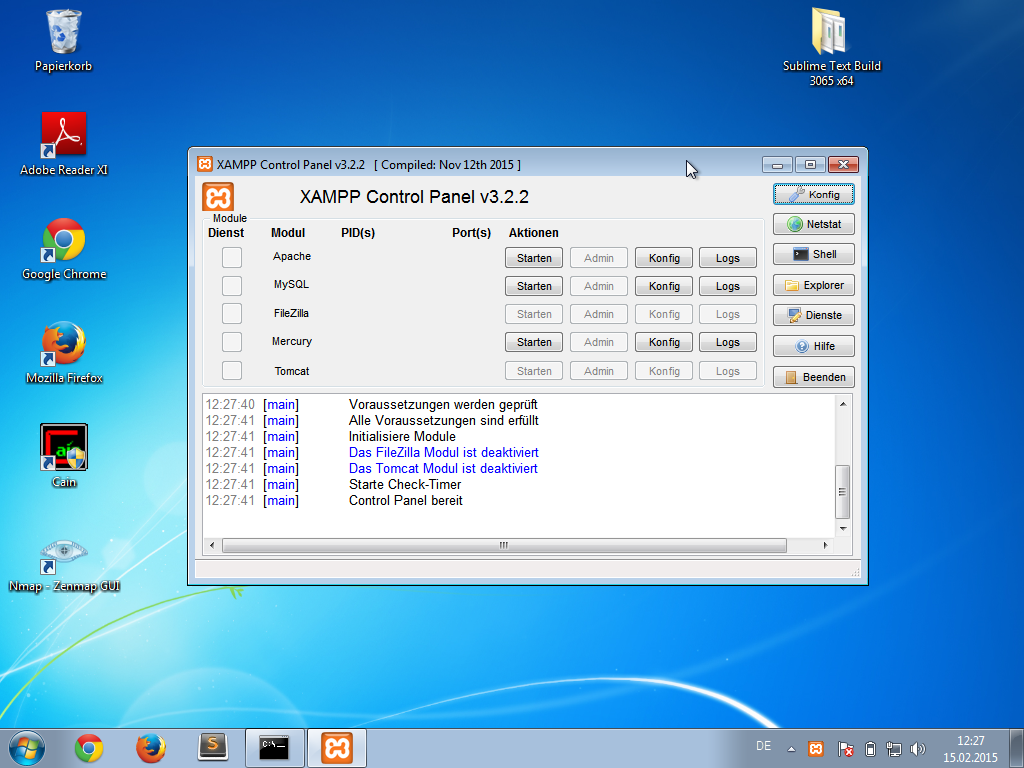 Papierkorb
Sublime Text Build
3065 x64
Adobe Reader XI
Google Chrome
Mozilla Firefox
Cain
Nmap - Zenmap GUI
XAMPP Control Panel v3.2.2 [ Compiled: Nov 12th 2015 ]
XAMPP Control Panel v3.2.2
Konfig
Module
Dienst Modul PID(s) Port(s) Aktionen
Netstat
Apache Starten Admin Konfig Logs
Shell
MySQL Starten Admin Konfig Logs
Explorer
FileZilla Starten Admin Konfig Logs
Dienste
Mercury Starten Admin Konfig Logs
Hilfe
Tomcat Starten Admin Konfig Logs
Beenden
12:27:40 [main] Voraussetzungen werden geprüft
12:27:41 [main] Alle Voraussetzungen sind erfüllt
12:27:41 [main] Initialisiere Module
12:27:41 [main] Das FileZilla Modul ist deaktiviert
12:27:41 [main] Das Tomcat Modul ist deaktiviert
12:27:41 [main] Starte Check-Timer
12:27:41 [main] Control Panel bereit
DE
12:27
15.02.2015